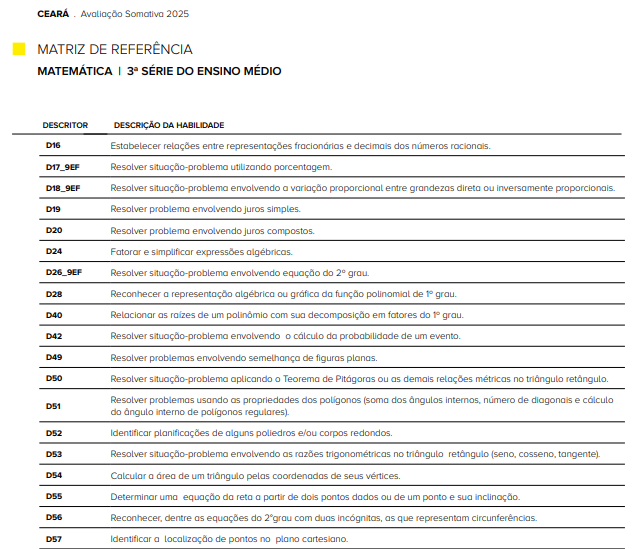 CEARÁ . Avaliação Somativa 2025
MATRIZ DE REFERÊNCIA
MATEMÁTICA | 3ª SÉRIE DO ENSINO MÉDIO
DESCRITOR DESCRIÇÃO DA HABILIDADE
D16 Estabelecer relações entre representações fracionárias e decimais dos números racionais.
D17_9EF Resolver situação-problema utilizando porcentagem.
D18_9EF Resolver situação-problema envolvendo a variação proporcional entre grandezas direta ou inversamente proporcionais.
D19 Resolver problema envolvendo juros simples.
D20 Resolver problema envolvendo juros compostos.
D24 Fatorar e simplificar expressões algébricas.
D26_9EF Resolver situação-problema envolvendo equação do 2º grau.
D28 Reconhecer a representação algébrica ou gráfica da função polinomial de 1º grau.
D40 Relacionar as raízes de um polinômio com sua decomposição em fatores do 1º grau.
D42 Resolver situação-problema envolvendo o cálculo da probabilidade de um evento.
D49 Resolver problemas envolvendo semelhança de figuras planas.
D50 Resolver situação-problema aplicando o Teorema de Pitágoras ou as demais relações métricas no triângulo retângulo.
D51 Resolver problemas usando as propriedades dos polígonos (soma dos ângulos internos, número de diagonais e cálculo
do ângulo interno de polígonos regulares).
D52 Identificar planificações de alguns poliedros e/ou corpos redondos.
D53 Resolver situação-problema envolvendo as razões trigonométricas no triângulo retângulo (seno, cosseno, tangente).
D54 Calcular a área de um triângulo pelas coordenadas de seus vértices.
D55 Determinar uma equação da reta a partir de dois pontos dados ou de um ponto e sua inclinação.
D56 Reconhecer, dentre as equações do 2°grau com duas incógnitas, as que representam circunferências.
D57 Identificar a localização de pontos no plano cartesiano.